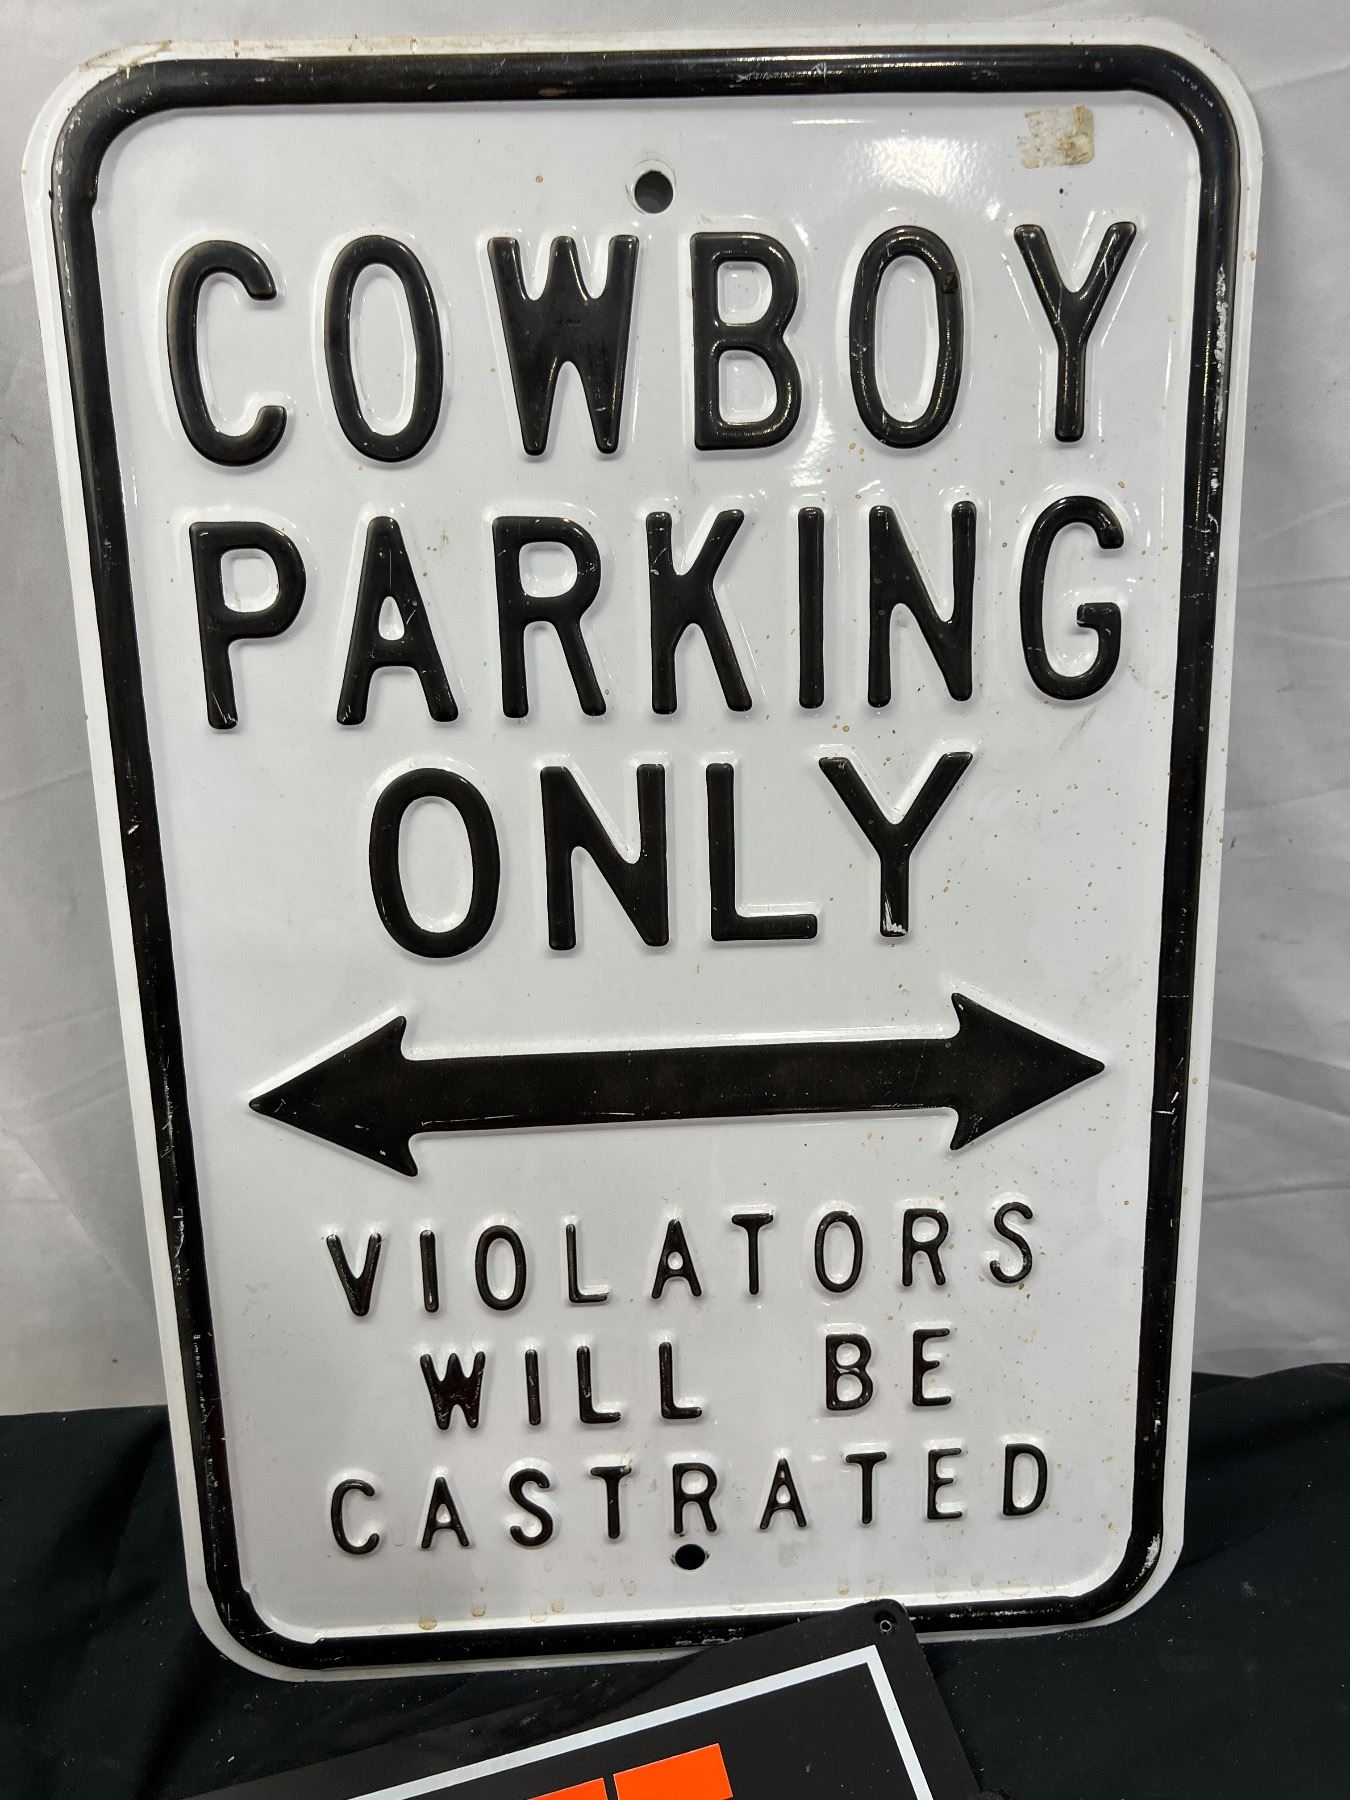 COWBOY
PARKING
ONLY
VIOLATORS
WILL BE
CASTRATED